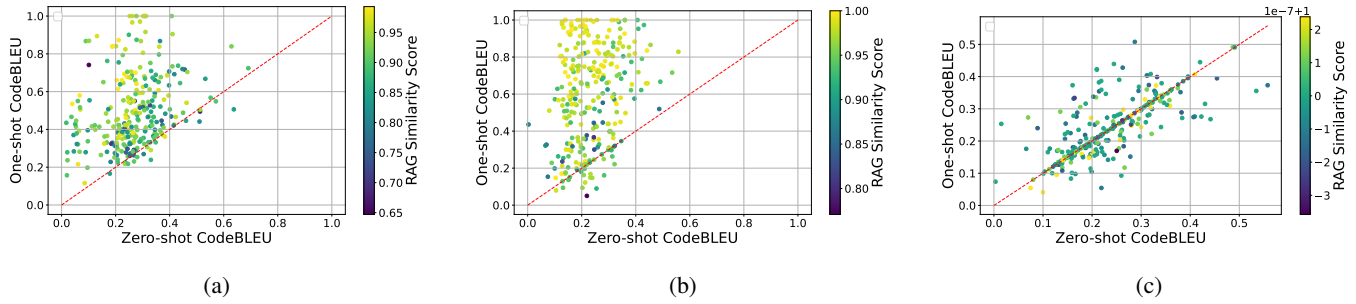 1.0
0.8
0.6
0.4
0.2
0.0
One-shot CodeBLEU
0.0 0.2 0.4 0.6 0.8 1.0
Zero-shot CodeBLEU
0.95
0.90
0.85
0.80
0.75
0.70
0.65
RAG Similarity Score
(a)
1.0
0.8
0.6
0.4
0.2
0.0
One-shot CodeBLEU
0.0 0.2 0.4 0.6 0.8 1.0
Zero-shot CodeBLEU
1.00
0.95
0.90
0.85
0.80
RAG Similarity Score
(b)
0.5
0.4
0.3
0.2
0.1
0.0
One-shot CodeBLEU
0.0 0.1 0.2 0.3 0.4 0.5
Zero-shot CodeBLEU
1e-7+1
2
1
0
−1
−2
−3
RAG Similarity Score
(c)